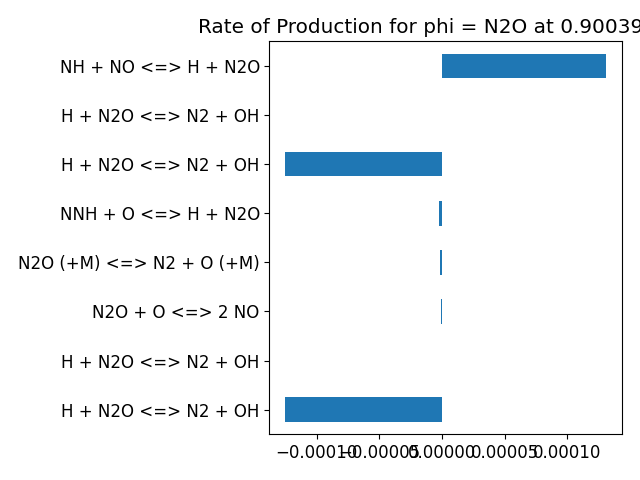 Rate of Production for phi = N2O at 0.90039
NH + NO <=> H + N2O
H + N2O <=> N2 + OH
H + N2O <=> N2 + OH
NNH + O <=> H + N2O
N2O (+M) <=> N2 + O (+M)
N2O + O <=> 2 NO
H + N2O <=> N2 + OH
H + N2O <=> N2 + OH
−0.00010 −0.00005 0.00000 0.00005 0.00010